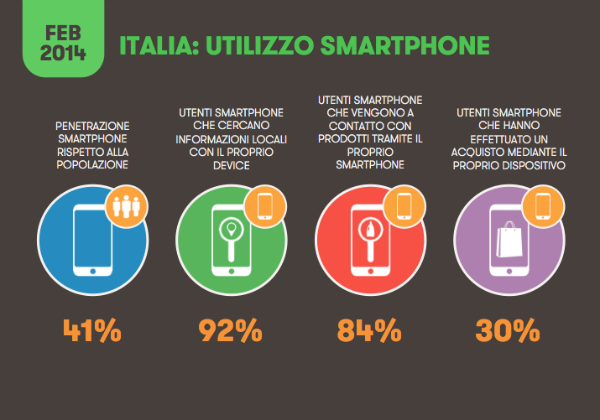 FEB
2014
ITALIA: UTILIZZO SMARTPHONE
PENETRAZIONE
SMARTPHONE
RISPETTO ALLA
POPOLAZIONE
UTENTI SMARTPHONE
CHE CERCANO
INFORMAZIONI LOCALI
CON IL PROPRIO
DEVICE
UTENTI SMARTPHONE
CHE VENGONO A
CONTATTO CON
PRODOTTI TRAMITE IL
PROPRIO
SMARTPHONE
UTENTI SMARTPHONE
CHE HANNO
EFFETTUATO UN
ACQUISTO MEDIANTE IL
PROPRIO DISPOSITIVO
41%
92%
84%
30%